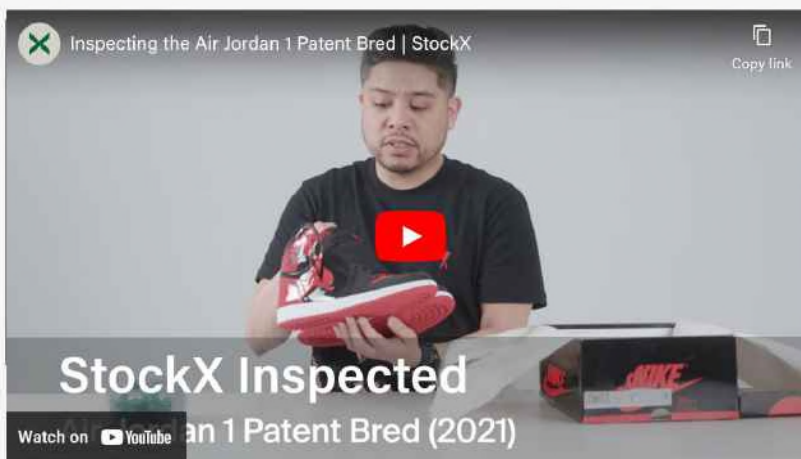 Inspecting the Air Jordan 1 Patent Bred | StockX
Copy link
NIKE
StockX Inspected
an 1 Patent Bred (2021)
Watch on YouTube